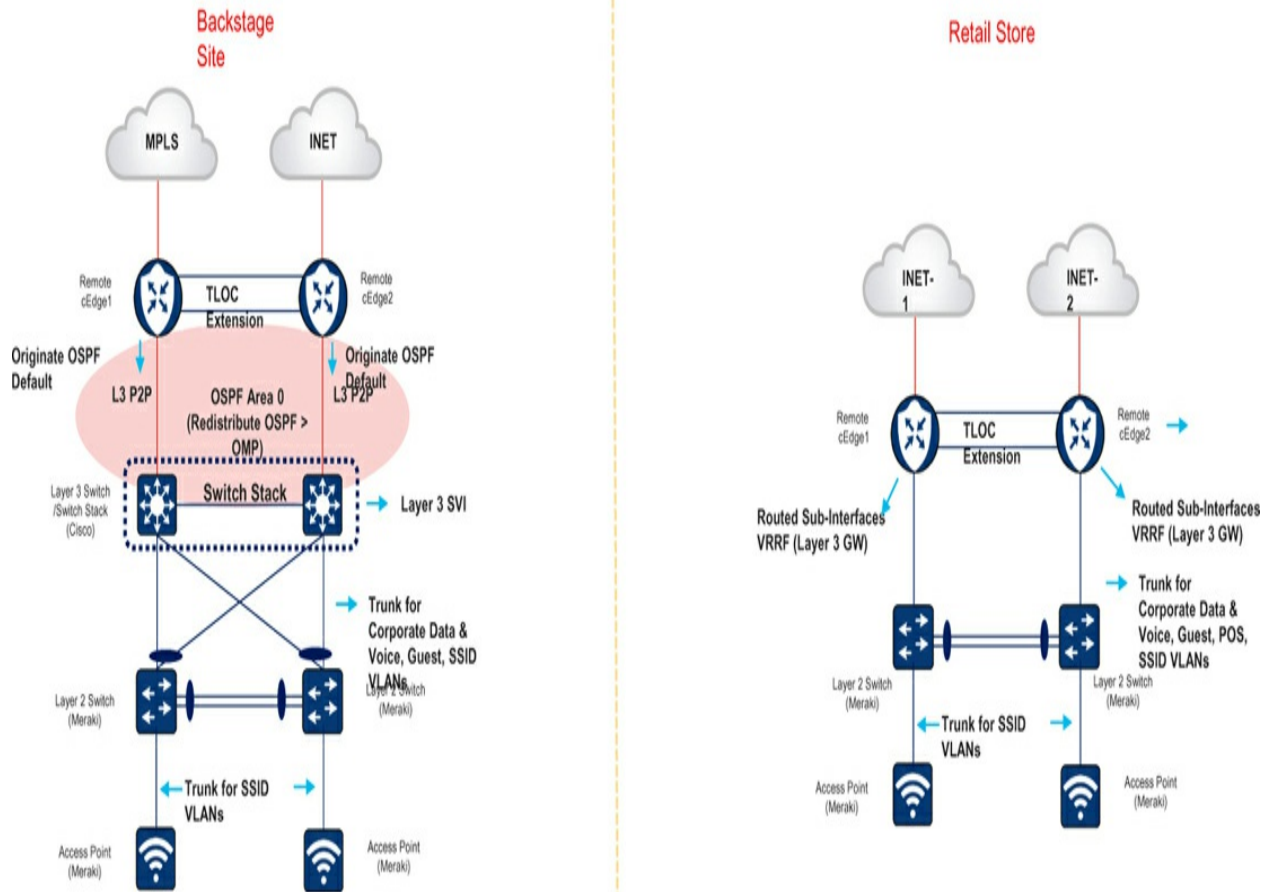 Backstage
Site
MPLS
INET
Remote
cEdge1
TLOC
Extension
Remote
cEdge2
Originate OSPF
Default
L3 P2P
Originate OSPF
Default
L3 P2P
OSPF Area 0
(Redistribute OSPF >
OMP)
Layer 3 Switch
/Switch Stack
(Cisco)
Switch Stack
Layer 3 SVI
Trunk for
Corporate Data &
Voice, Guest, SSID
VLANs
Layer 2 Switch
(Meraki)
Layer 2 Switch
(Meraki)
Trunk for SSID
VLANs
Access Point
(Meraki)
Access Point
(Meraki)
Retail Store
INET-
1
INET-
2
Remote
cEdge1
TLOC
Extension
Remote
cEdge2
Routed Sub-Interfaces
VRRF (Layer 3 GW)
Routed Sub-Interfaces
VRRF (Layer 3 GW)
Trunk for
Corporate Data &
Voice, Guest, POS,
SSID VLANs
Layer 2 Switch
(Meraki)
Layer 2 Switch
(Meraki)
Trunk for SSID
VLANs
Access Point
(Meraki)
Access Point
(Meraki)